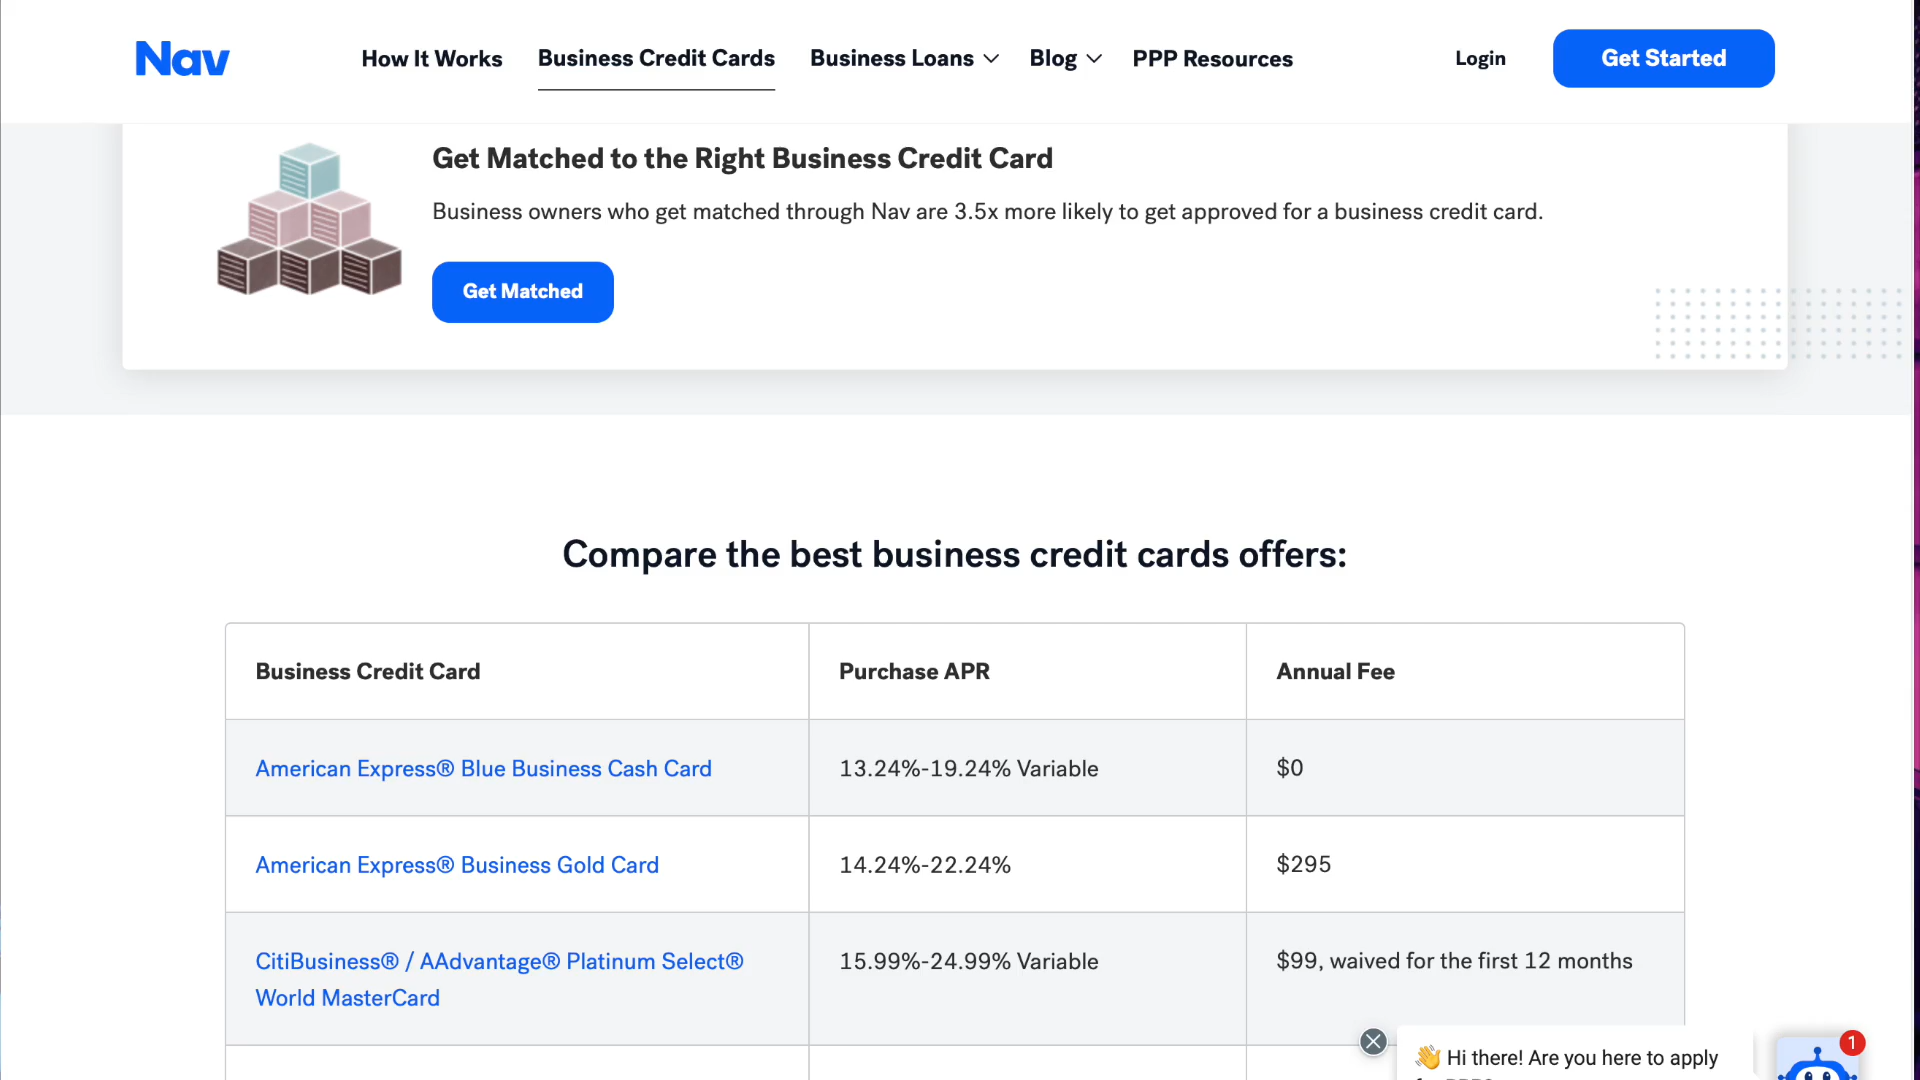 Nav
How It Works
Business Credit Cards
Business Loans
Blog
PPP Resources
Login
Get Started
Get Matched to the Right Business Credit Card
Business owners who get matched through Nav are 3.5x more likely to get approved for a business credit card.
Get Matched
Compare the best business credit cards offers:
Business Credit Card
Purchase APR
Annual Fee
American Express® Blue Business Cash Card
13.24%-19.24% Variable
$0
American Express® Business Gold Card
14.24%-22.24%
$295
CitiBusiness® / AAdvantage® Platinum Select®
World MasterCard
15.99%-24.99% Variable
$99, waived for the first 12 months
👋 Hi there! Are you here to apply
1